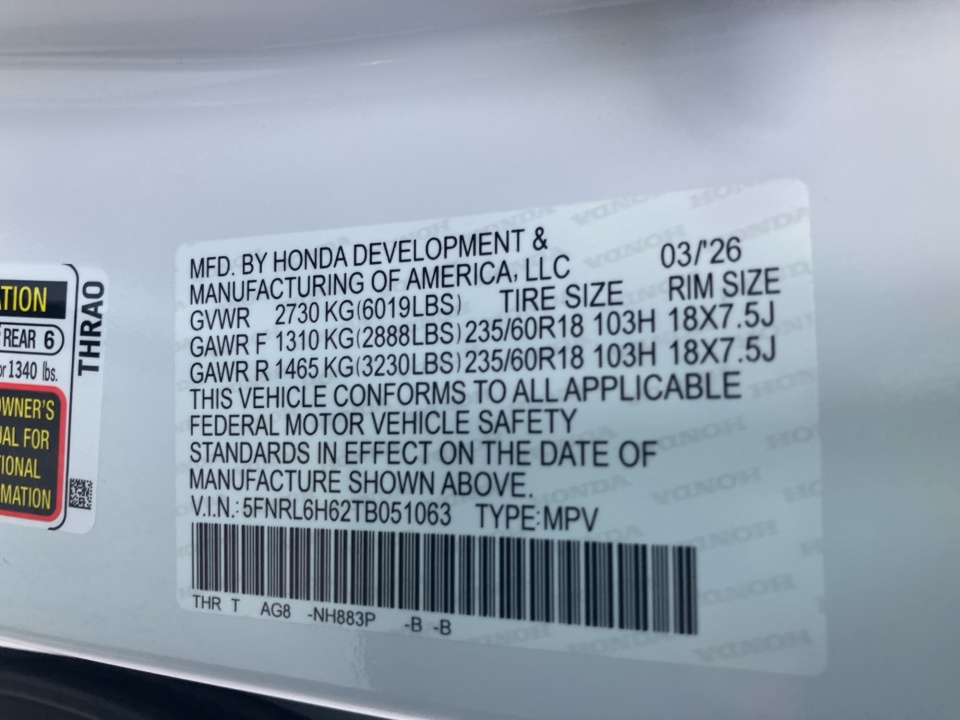 MFD. BY HONDA DEVELOPMENT & 03/'26
MANUFACTURING OF AMERICA, LLC
GVWR 2730 KG(6019LBS) TIRE SIZE RIM SIZE
GAWR F 1310 KG(2888LBS) 235/60R18 103H 18X7.5J
GAWR R 1465 KG(3230LBS) 235/60R18 103H 18X7.5J
THIS VEHICLE CONFORMS TO ALL APPLICABLE
FEDERAL MOTOR VEHICLE SAFETY
STANDARDS IN EFFECT ON THE DATE OF
MANUFACTURE SHOWN ABOVE.
V.I.N.: 5FNRL6H62TB051063 TYPE:MPV
THR T AG8 -NH883P -B -B
REAR 6
1340 lbs.
THRAO
OWNER'S
FOR